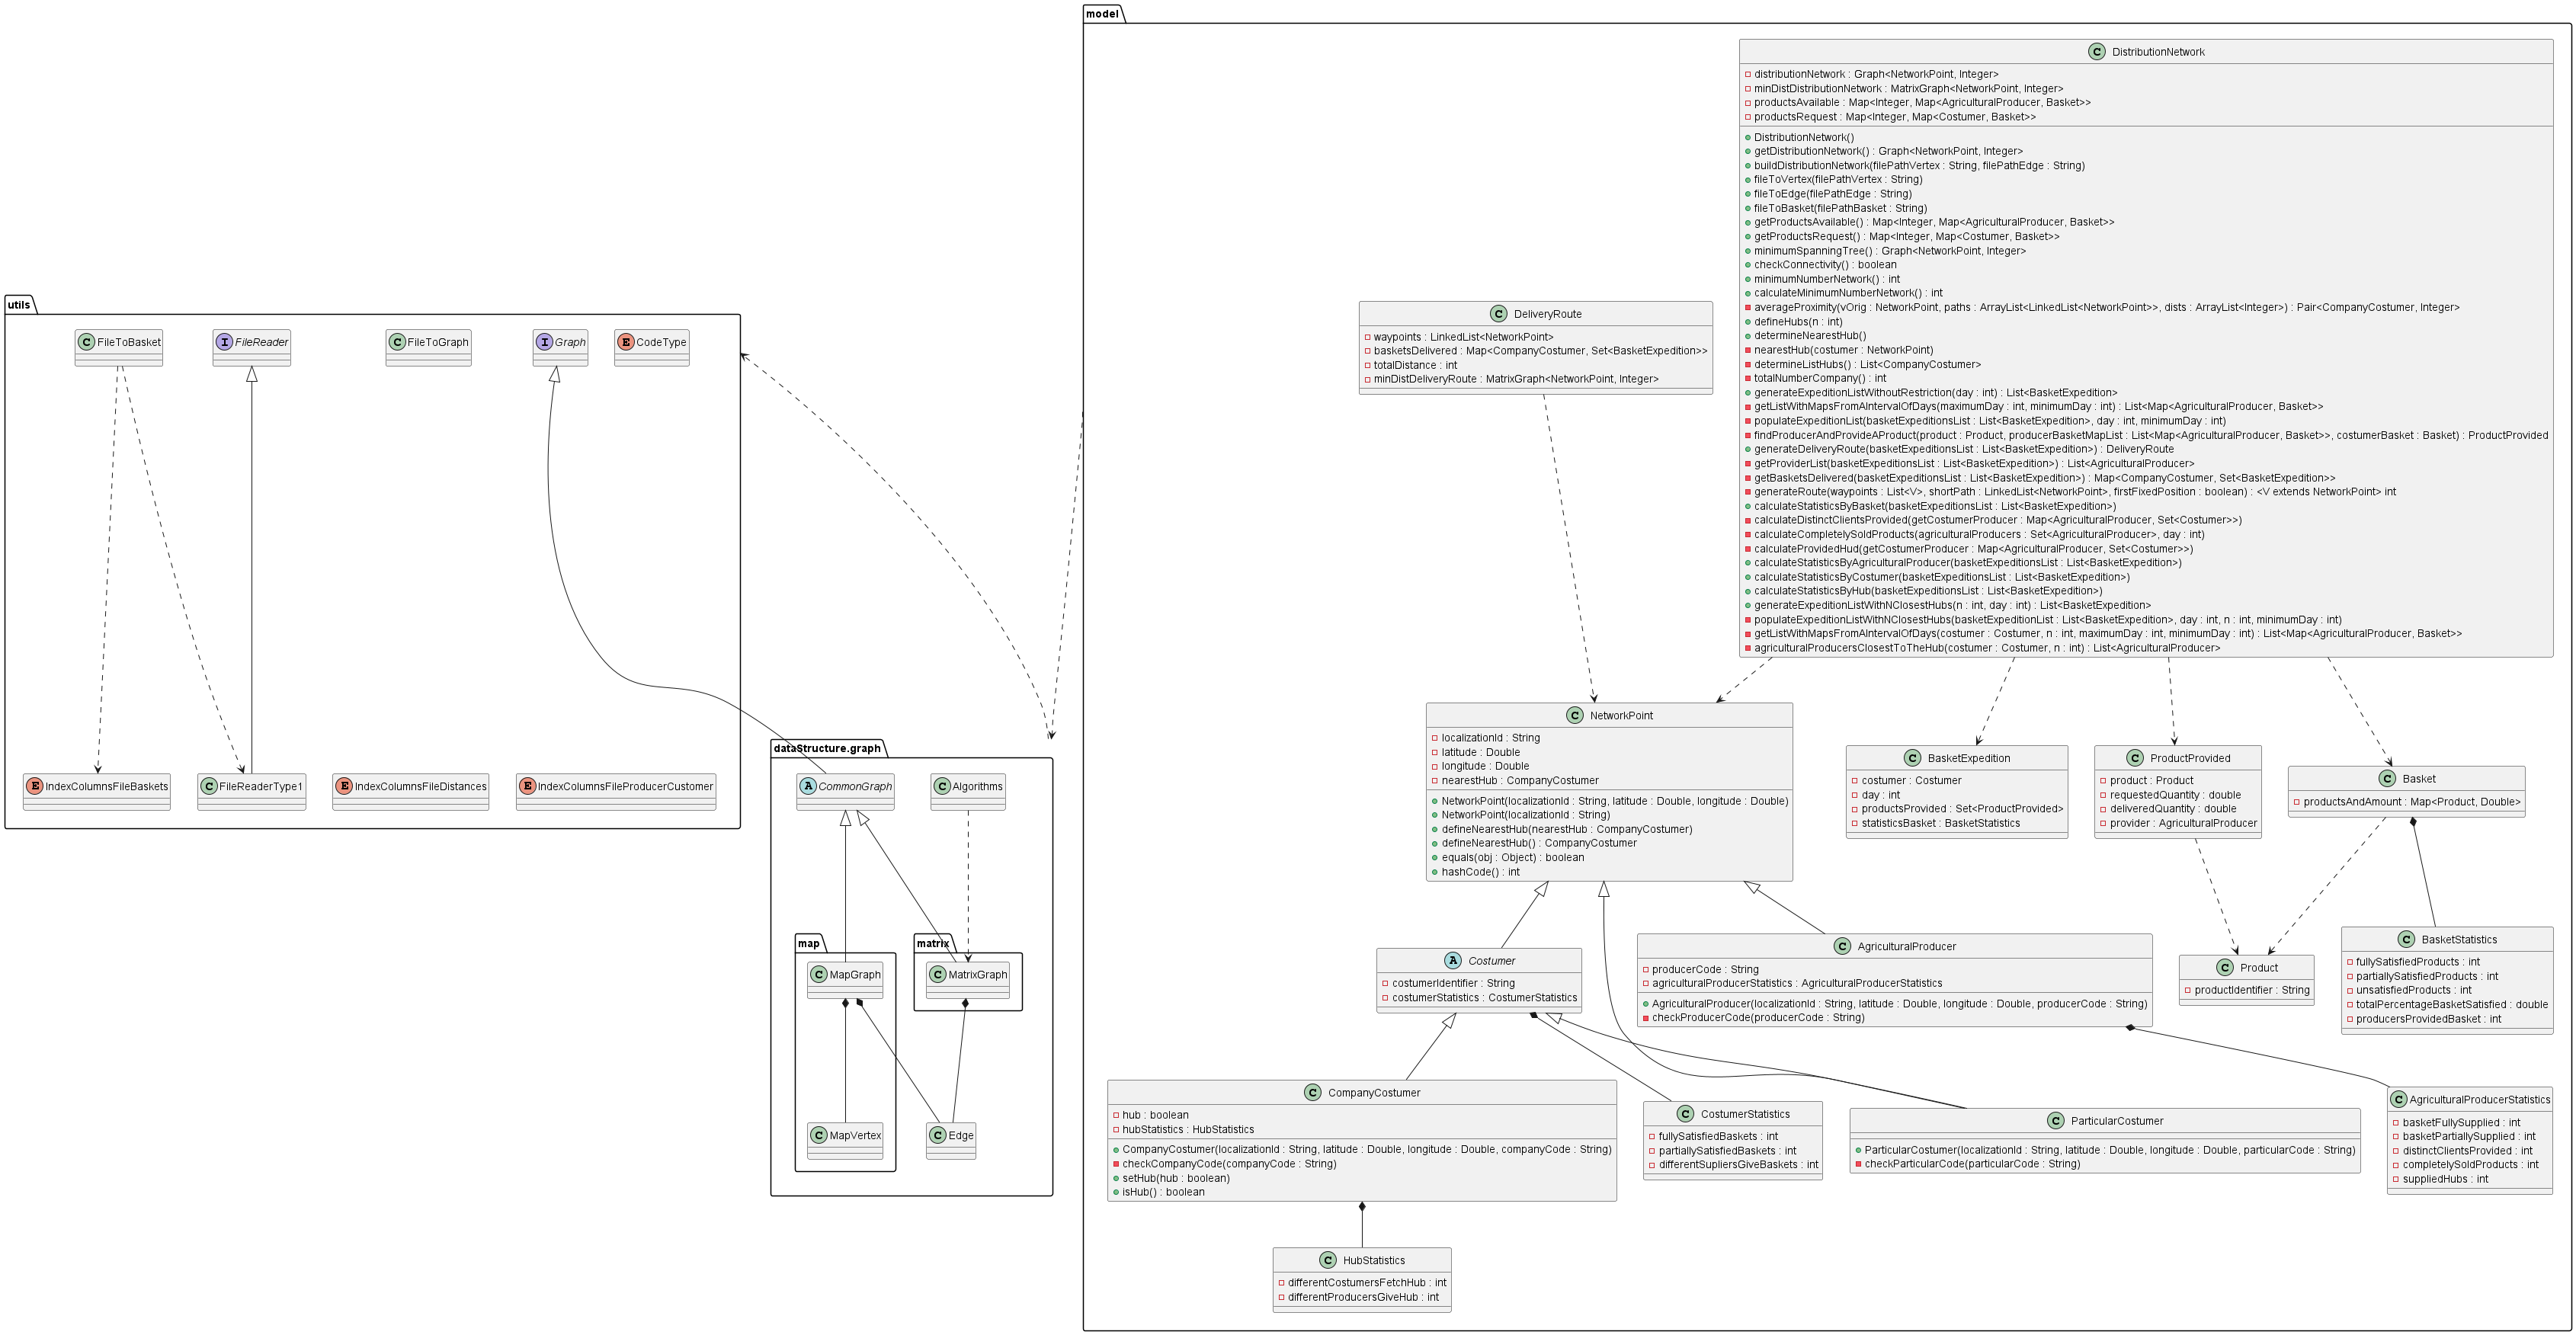 model
DistributionNetwork
distributionNetwork : Graph<NetworkPoint, Integer>
minDistDistributionNetwork : MatrixGraph<NetworkPoint, Integer>
productsAvailable : Map<Integer, Map<AgriculturalProducer, Basket>>
productsRequest : Map<Integer, Map<Costumer, Basket>>
DistributionNetwork()
getDistributionNetwork() : Graph<NetworkPoint, Integer>
buildDistributionNetwork(filePathVertex : String, filePathEdge : String)
fileToVertex(filePathVertex : String)
fileToEdge(filePathEdge : String)
fileToBasket(filePathBasket : String)
getProductsAvailable() : Map<Integer, Map<AgriculturalProducer, Basket>>
getProductsRequest() : Map<Integer, Map<Costumer, Basket>>
minimumSpanningTree() : Graph<NetworkPoint, Integer>
checkConnectivity() : boolean
minimumNumberNetwork() : int
calculateMinimumNumberNetwork() : int
averageProximity(vOrig : NetworkPoint, paths : ArrayList<LinkedList<NetworkPoint>>, dists : ArrayList<Integer>) : Pair<CompanyCostumer, Integer>
defineHubs(n : int)
determineNearestHub()
nearestHub(costumer : NetworkPoint)
determineListHubs() : List<CompanyCostumer>
totalNumberCompany() : int
generateExpeditionListWithoutRestriction(day : int) : List<BasketExpedition>
getListWithMapsFromAIntervalOfDays(maximumDay : int, minimumDay : int) : List<Map<AgriculturalProducer, Basket>>
populateExpeditionList(basketExpeditionsList : List<BasketExpedition>, day : int, minimumDay : int)
findProducerAndProvideAProduct(product : Product, producerBasketMapList : List<Map<AgriculturalProducer, Basket>>, costumerBasket : Basket) : ProductProvided
generateDeliveryRoute(basketExpeditionsList : List<BasketExpedition>) : DeliveryRoute
getProviderList(basketExpeditionsList : List<BasketExpedition>) : List<AgriculturalProducer>
getBasketsDelivered(basketExpeditionsList : List<BasketExpedition>) : Map<CompanyCostumer, Set<BasketExpedition>>
generateRoute(waypoints : List<V>, shortPath : LinkedList<NetworkPoint>, firstFixedPosition : boolean) : <V extends NetworkPoint> int
calculateStatisticsByBasket(basketExpeditionsList : List<BasketExpedition>)
calculateDistinctClientsProvided(getCostumerProducer : Map<AgriculturalProducer, Set<Costumer>>)
calculateCompletelySoldProducts(agriculturalProducers : Set<AgriculturalProducer>, day : int)
calculateProvidedHud(getCostumerProducer : Map<AgriculturalProducer, Set<Costumer>>)
calculateStatisticsByAgriculturalProducer(basketExpeditionsList : List<BasketExpedition>)
calculateStatisticsByCostumer(basketExpeditionsList : List<BasketExpedition>)
calculateStatisticsByHub(basketExpeditionsList : List<BasketExpedition>)
generateExpeditionListWithNClosestHubs(n : int, day : int) : List<BasketExpedition>
populateExpeditionListWithNClosestHubs(basketExpeditionList : List<BasketExpedition>, day : int, n : int, minimumDay : int)
getListWithMapsFromAIntervalOfDays(costumer : Costumer, n : int, maximumDay : int, minimumDay : int) : List<Map<AgriculturalProducer, Basket>>
agriculturalProducersClosestToTheHub(costumer : Costumer, n : int) : List<AgriculturalProducer>
DeliveryRoute
waypoints : LinkedList<NetworkPoint>
basketsDelivered : Map<CompanyCostumer, Set<BasketExpedition>>
totalDistance : int
minDistDeliveryRoute : MatrixGraph<NetworkPoint, Integer>
utils
FileToBasket
FileReader
FileToGraph
Graph
CodeType
IndexColumnsFileBaskets
FileReaderType1
IndexColumnsFileDistances
IndexColumnsFileProducerCustomer
dataStructure.graph
CommonGraph
Algorithms
map
MapGraph
MapVertex
matrix
MatrixGraph
Edge
NetworkPoint
localizationId : String
latitude : Double
longitude : Double
nearestHub : CompanyCostumer
NetworkPoint(localizationId : String, latitude : Double, longitude : Double)
NetworkPoint(localizationId : String)
defineNearestHub(nearestHub : CompanyCostumer)
defineNearestHub() : CompanyCostumer
equals(obj : Object) : boolean
hashCode() : int
BasketExpedition
costumer : Costumer
day : int
productsProvided : Set<ProductProvided>
statisticsBasket : BasketStatistics
ProductProvided
product : Product
requestedQuantity : double
deliveredQuantity : double
provider : AgriculturalProducer
Basket
productsAndAmount : Map<Product, Double>
Costumer
costumerIdentifier : String
costumerStatistics : CostumerStatistics
AgriculturalProducer
producerCode : String
agriculturalProducerStatistics : AgriculturalProducerStatistics
AgriculturalProducer(localizationId : String, latitude : Double, longitude : Double, producerCode : String)
checkProducerCode(producerCode : String)
Product
productIdentifier : String
BasketStatistics
fullySatisfiedProducts : int
partiallySatisfiedProducts : int
unsatisfiedProducts : int
totalPercentageBasketSatisfied : double
producersProvidedBasket : int
CompanyCostumer
hub : boolean
hubStatistics : HubStatistics
CompanyCostumer(localizationId : String, latitude : Double, longitude : Double, companyCode : String)
checkCompanyCode(companyCode : String)
setHub(hub : boolean)
isHub() : boolean
CostumerStatistics
fullySatisfiedBaskets : int
partiallySatisfiedBaskets : int
differentSupliersGiveBaskets : int
ParticularCostumer
ParticularCostumer(localizationId : String, latitude : Double, longitude : Double, particularCode : String)
checkParticularCode(particularCode : String)
AgriculturalProducerStatistics
basketFullySupplied : int
basketPartiallySupplied : int
distinctClientsProvided : int
completelySoldProducts : int
suppliedHubs : int
HubStatistics
differentCostumersFetchHub : int
differentProducersGiveHub : int